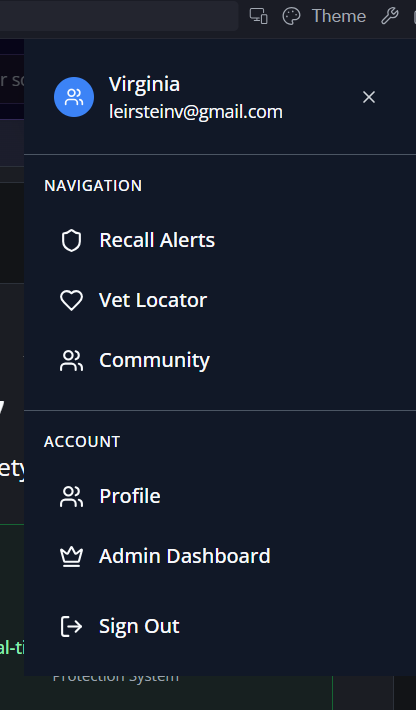 Theme
r sc
Virginia
leirsteinv@gmail.com
NAVIGATION
Recall Alerts
Vet Locator
Community
ety
ACCOUNT
Profile
Admin Dashboard
Sign Out
al-ti
Protection System